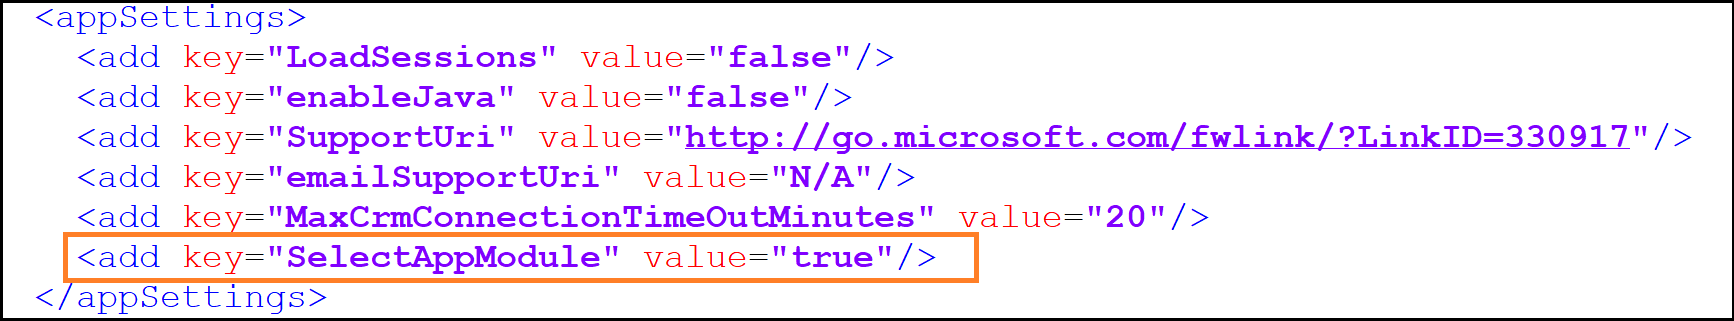 <appSettings>
<add key="LoadSessions" value="false"/>
<add key="enableJava" value="false"/>
<add key="SupportUri" value="http://go.microsoft.com/fwlink/?LinkID=330917"/>
<add key="emailSupportUri" value="N/A"/>
<add key="MaxCrmConnectionTimeOutMinutes" value="20"/>
<add key="SelectAppModule" value="true"/>
</appSettings>